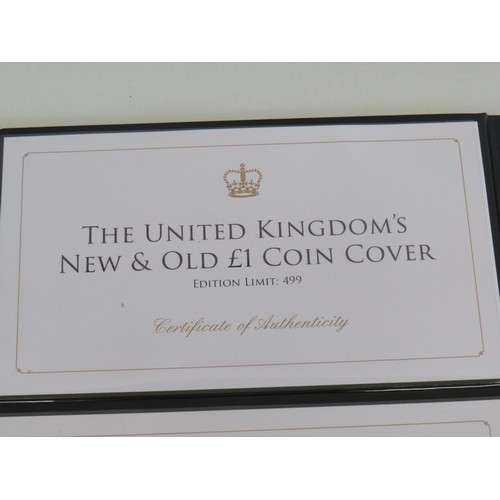 THE UNITED KINGDOM'S
NEW & OLD £1 COIN COVER
EDITION LIMIT: 499
Certificate of Authenticity